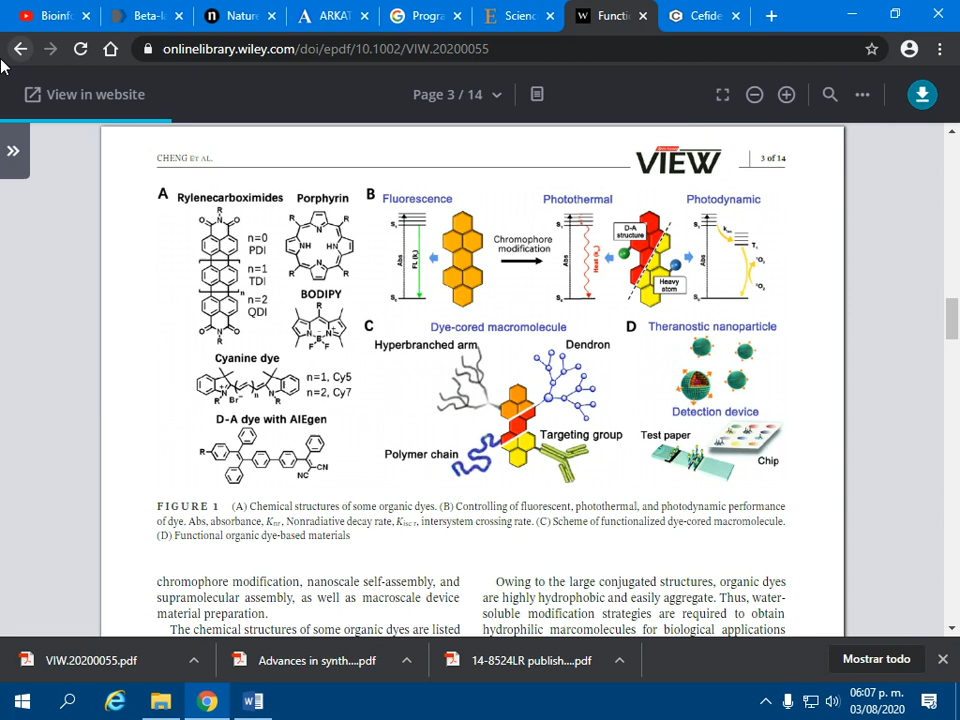 Bioinf
Beta-la
Nature
ARKAT
Progra
Scienc
Functi
Cefide
onlinelibrary.wiley.com/doi/epdf/10.1002/VIW.20200055
View in website
Page 3 / 14
CHENG ET AL.
VIEW
3 of 14
A
Rylenecarboximides
Porphyrin
n=0
PDI
n=1
TDI
n=2
QDI
BODIPY
Cyanine dye
n=1, Cy5
n=2, Cy7
D-A dye with AIEgen
B
Fluorescence
Photothermal
Photodynamic
Chromophore
modification
D-A
structure
Heavy
atom
C
Dye-cored macromolecule
Hyperbranched arm
Dendron
Polymer chain
Targeting group
D
Theranostic nanoparticle
Detection device
Test paper
Chip
FIGURE 1 (A) Chemical structures of some organic dyes. (B) Controlling of fluorescent, photothermal, and photodynamic performance
of dye. Abs, absorbance, Knr, Nonradiative decay rate, Kisc r, intersystem crossing rate. (C) Scheme of functionalized dye-cored macromolecule.
(D) Functional organic dye-based materials
chromophore modification, nanoscale self-assembly, and
supramolecular assembly, as well as macroscale device
material preparation.
The chemical structures of some organic dyes are listed
Owing to the large conjugated structures, organic dyes
are highly hydrophobic and easily aggregate. Thus, water-
soluble modification strategies are required to obtain
hydrophilic marcomolecules for biological applications
VIW.20200055.pdf
Advances in synth....pdf
14-8524LR publish....pdf
Mostrar todo
06:07 p. m.
03/08/2020